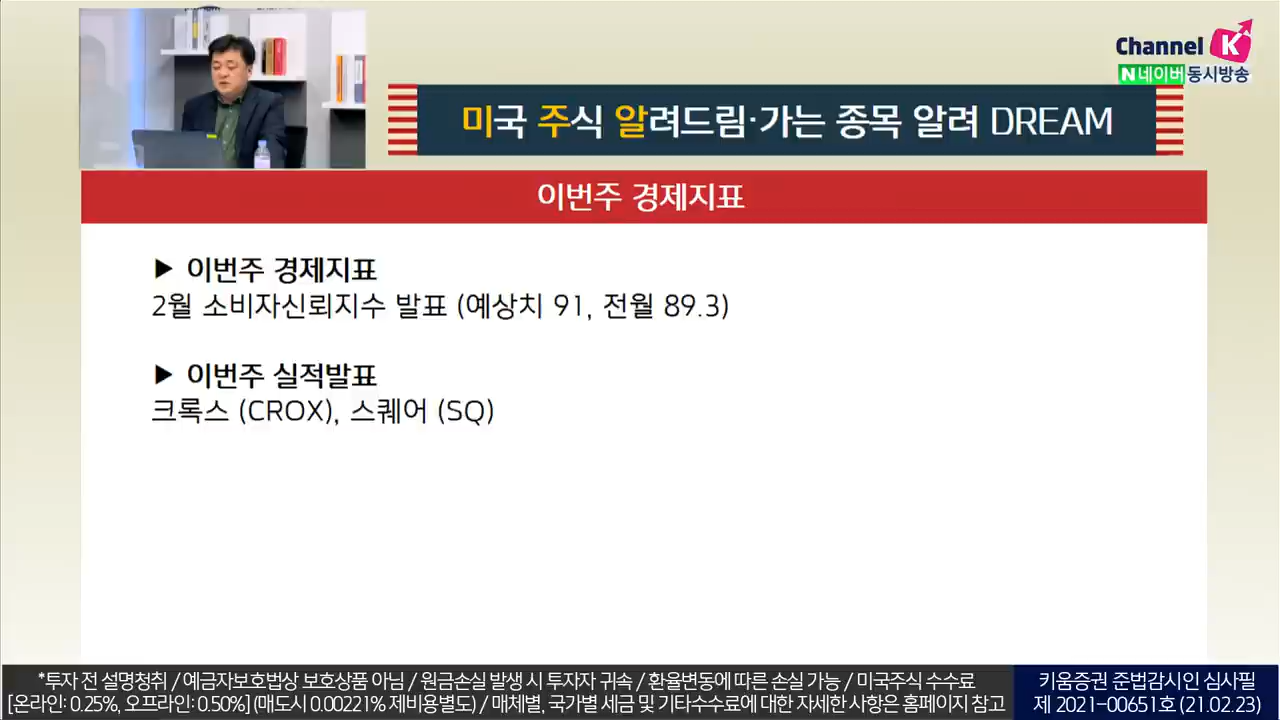 Channel K
N 네이버 동시방송
미국 주식 알려드림·가는 종목 알려 DREAM
이번주 경제지표
▶ 이번주 경제지표
2월 소비자신뢰지수 발표 (예상치 91, 전월 89.3)
▶ 이번주 실적발표
크록스 (CROX), 스퀘어 (SQ)
*투자 전 설명청취 / 예금자보호법상 보호상품 아님 / 원금손실 발생 시 투자자 귀속 / 환율변동에 따른 손실 가능 / 미국주식 수수료
[온라인: 0.25%, 오프라인: 0.50%] (매도시 0.00221% 제비용별도) / 매체별, 국가별 세금 및 기타수수료에 대한 자세한 사항은 홈페이지 참고
키움증권 준법감시인 심사필
제 2021-00651호 (21.02.23)